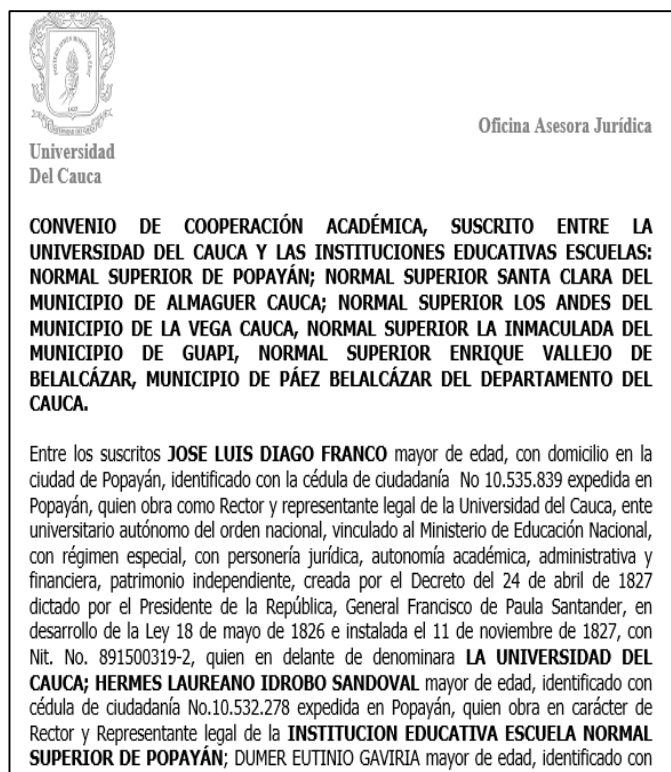 Universidad
Del Cauca
Oficina Asesora Jurídica
CONVENIO DE COOPERACIÓN ACADÉMICA, SUSCRITO ENTRE LA
UNIVERSIDAD DEL CAUCA Y LAS INSTITUCIONES EDUCATIVAS ESCUELAS:
NORMAL SUPERIOR DE POPAYÁN; NORMAL SUPERIOR SANTA CLARA DEL
MUNICIPIO DE ALMAGUER CAUCA; NORMAL SUPERIOR LOS ANDES DEL
MUNICIPIO DE LA VEGA CAUCA, NORMAL SUPERIOR LA INMACULADA DEL
MUNICIPIO DE GUAPI, NORMAL SUPERIOR ENRIQUE VALLEJO DE
BELALCÁZAR, MUNICIPIO DE PÁEZ BELALCÁZAR DEL DEPARTAMENTO DEL
CAUCA.
Entre los suscritos JOSE LUIS DIAGO FRANCO mayor de edad, con domicilio en la
ciudad de Popayán, identificado con la cédula de ciudadanía No 10.535.839 expedida en
Popayán, quien obra como Rector y representante legal de la Universidad del Cauca, ente
universitario autónomo del orden nacional, vinculado al Ministerio de Educación Nacional,
con régimen especial, con personería jurídica, autonomía académica, administrativa y
financiera, patrimonio independiente, creada por el Decreto del 24 de abril de 1827
dictado por el Presidente de la República, General Francisco de Paula Santander, en
desarrollo de la Ley 18 de mayo de 1826 e instalada el 11 de noviembre de 1827, con
Nit. No. 891500319-2, quien en delante de denominara LA UNIVERSIDAD DEL
CAUCA; HERMES LAUREANO IDROBO SANDOVAL mayor de edad, identificado con
cédula de ciudadanía No.10.532.278 expedida en Popayán, quien obra en carácter de
Rector y Representante legal de la INSTITUCION EDUCATIVA ESCUELA NORMAL
SUPERIOR DE POPAYÁN; DUMER EUTINIO GAVIRIA mayor de edad, identificado con